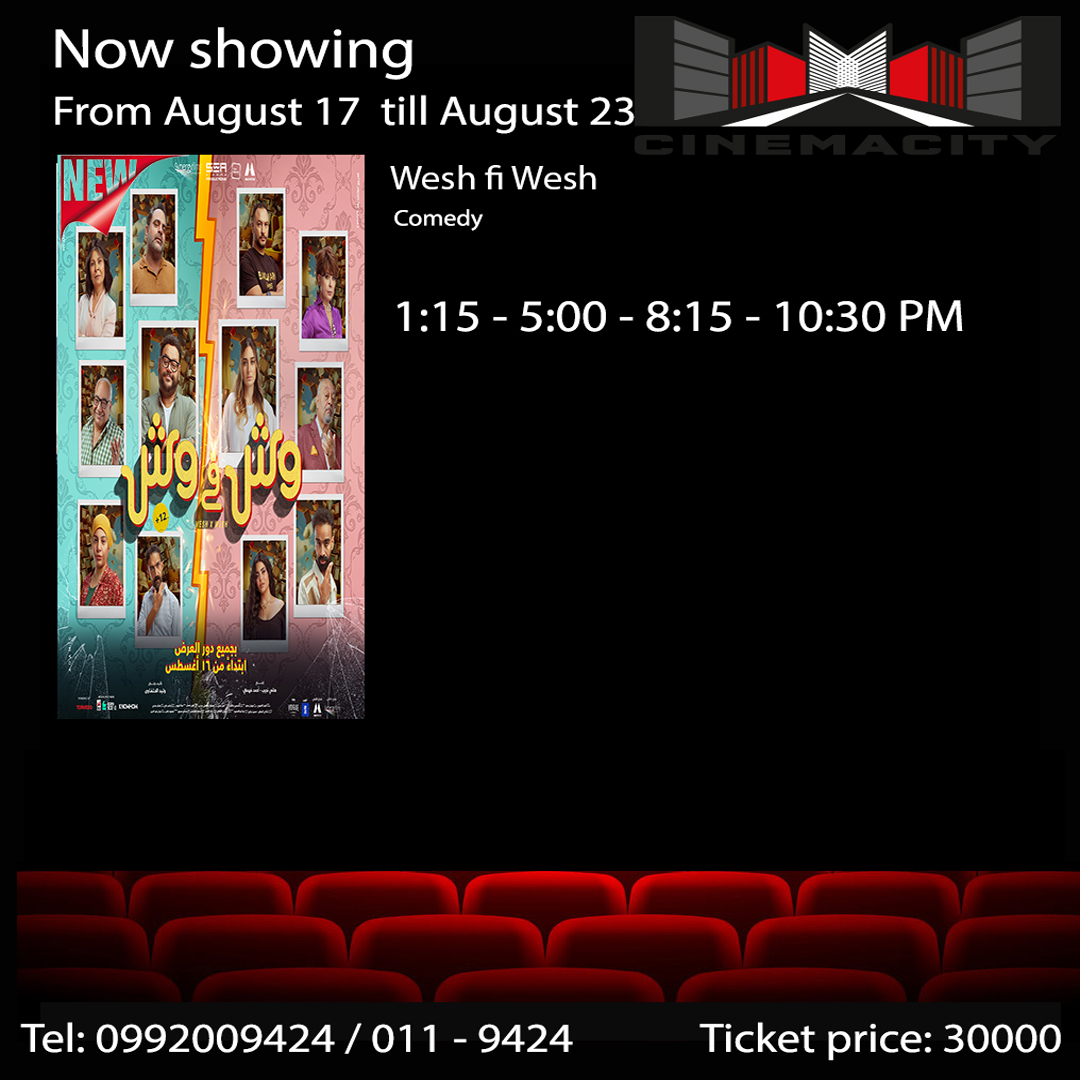 Now showing
From August 17 till August 23
CINEMACITY
NEW
Wesh fi Wesh
Comedy
1:15 - 5:00 - 8:15 - 10:30 PM
وش في وش
+12
WESH X WESH
بجميع دور العرض
ابتداءً من ١٦ أغسطس
Tel: 0992009424 / 011 - 9424
Ticket price: 30000